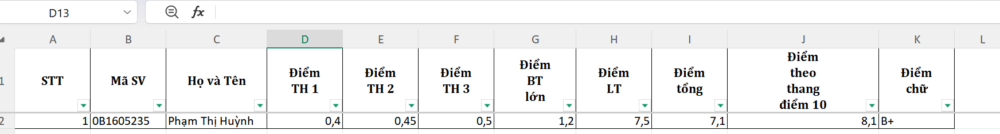 D13 fx
A B C D E F G H I J K L
1 STT Mã SV Họ và Tên Điểm TH 1 Điểm TH 2 Điểm TH 3 Điểm BT lớn Điểm LT Điểm tổng Điểm theo thang điểm 10 Điểm chữ
2 1 0B1605235 Phạm Thị Huỳnh 0,4 0,45 0,5 1,2 7,5 7,1 8,1 B+